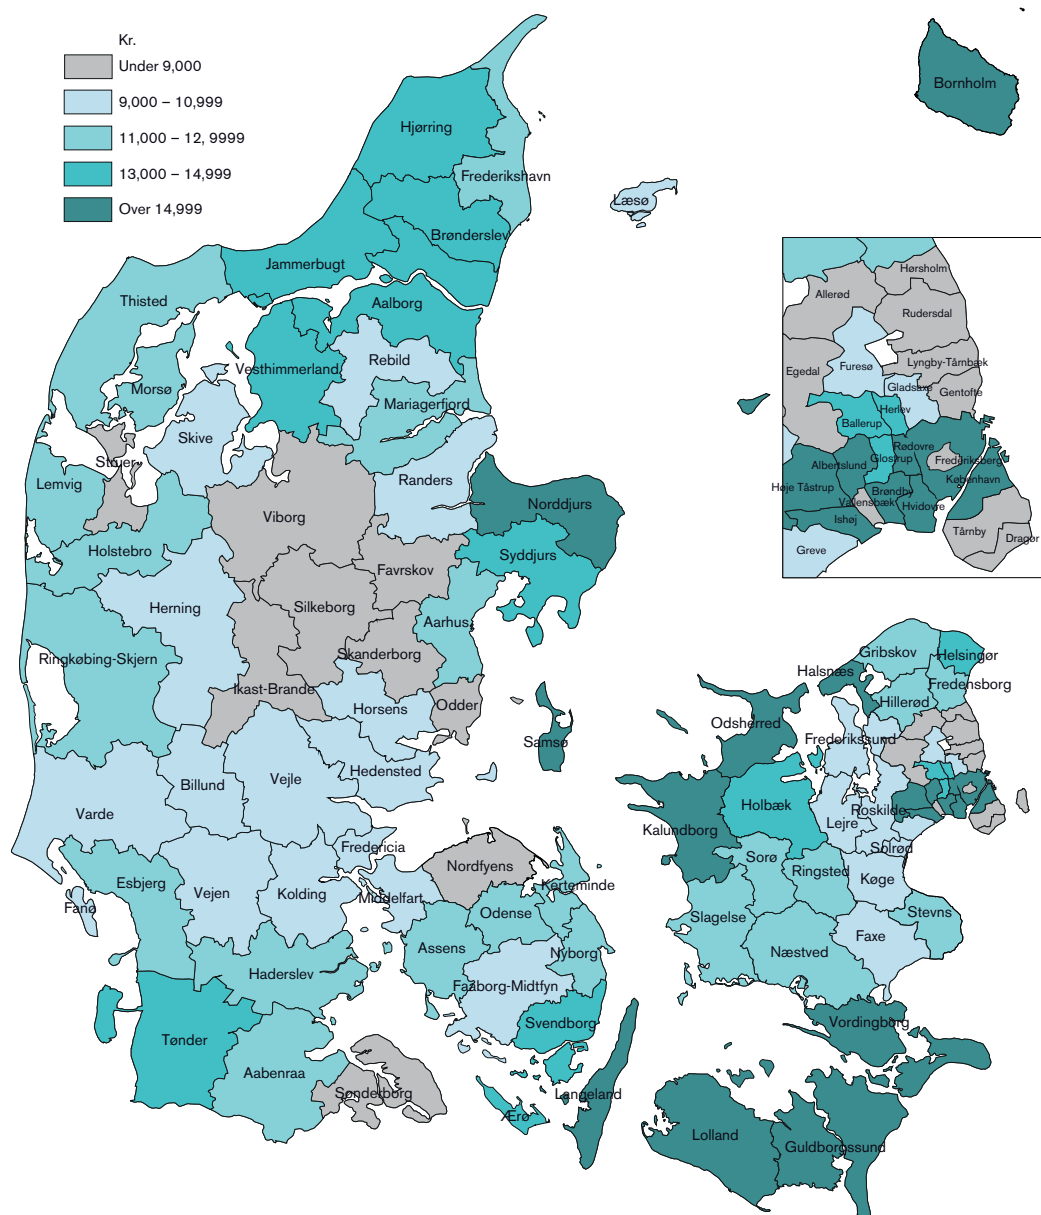 Kr.
Under 9,000
9,000 – 10,999
11,000 – 12, 9999
13,000 – 14,999
Over 14,999
Bornholm
Hjørring
Frederikshavn
Læsø
Brønderslev
Jammerbugt
Aalborg
Thisted
Vesthimmerland
Rebild
Morsø
Mariagerfjord
Skive
Struer
Lemvig
Randers
Viborg
Norddjurs
Holstebro
Syddjurs
Favrskov
Herning
Silkeborg
Aarhus
Ringkøbing-Skjern
Skanderborg
Ikast-Brande
Horsens
Odder
Samsø
Hedensted
Billund
Vejle
Varde
Fredericia
Esbjerg
Vejen
Kolding
Middelfart
Nordfyens
Kerteminde
Fanø
Odense
Assens
Nyborg
Haderslev
Faaborg-Midtfyn
Svendborg
Tønder
Aabenraa
Sønderborg
Langeland
Ærø
Hørsholm
Allerød
Rudersdal
Lyngby-Tårnbæk
Egedal
Furesø
Gladsaxe
Gentofte
Herlev
Ballerup
Rødovre
Glostrup
Frederiksberg
Albertslund
København
Høje Tåstrup
Brøndby
Vallensbæk
Hvidovre
Ishøj
Tårnby
Dragør
Greve
Gribskov
Helsingør
Halsnæs
Fredensborg
Hillerød
Odsherred
Frederikssund
Holbæk
Roskilde
Kalundborg
Lejre
Solrød
Sorø
Ringsted
Køge
Slagelse
Stevns
Faxe
Næstved
Vordingborg
Lolland
Guldborgssund